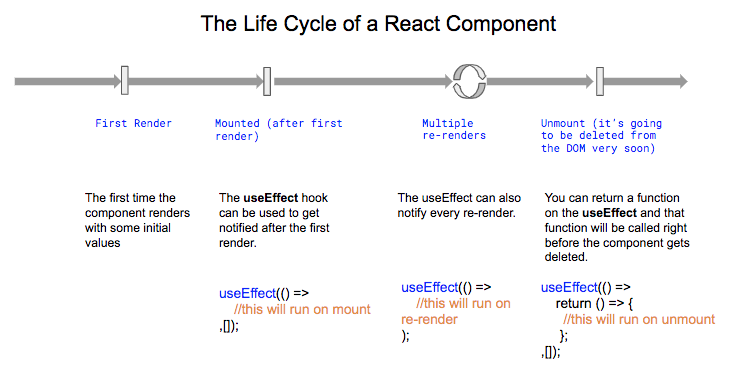 The Life Cycle of a React Component
First Render
Mounted (after first
render)
Multiple
re-renders
Unmount (it's going
to be deleted from
the DOM very soon)
The first time the
component renders
with some initial
values
The useEffect hook
can be used to get
notified after the first
render.
The useEffect can also
notify every re-render.
You can return a function
on the useEffect and that
function will be called right
before the component gets
deleted.
useEffect(() =>
//this will run on mount
,[]);
useEffect(() =>
//this will run on
re-render
);
useEffect(() =>
return () => {
//this will run on unmount
};
,[]);